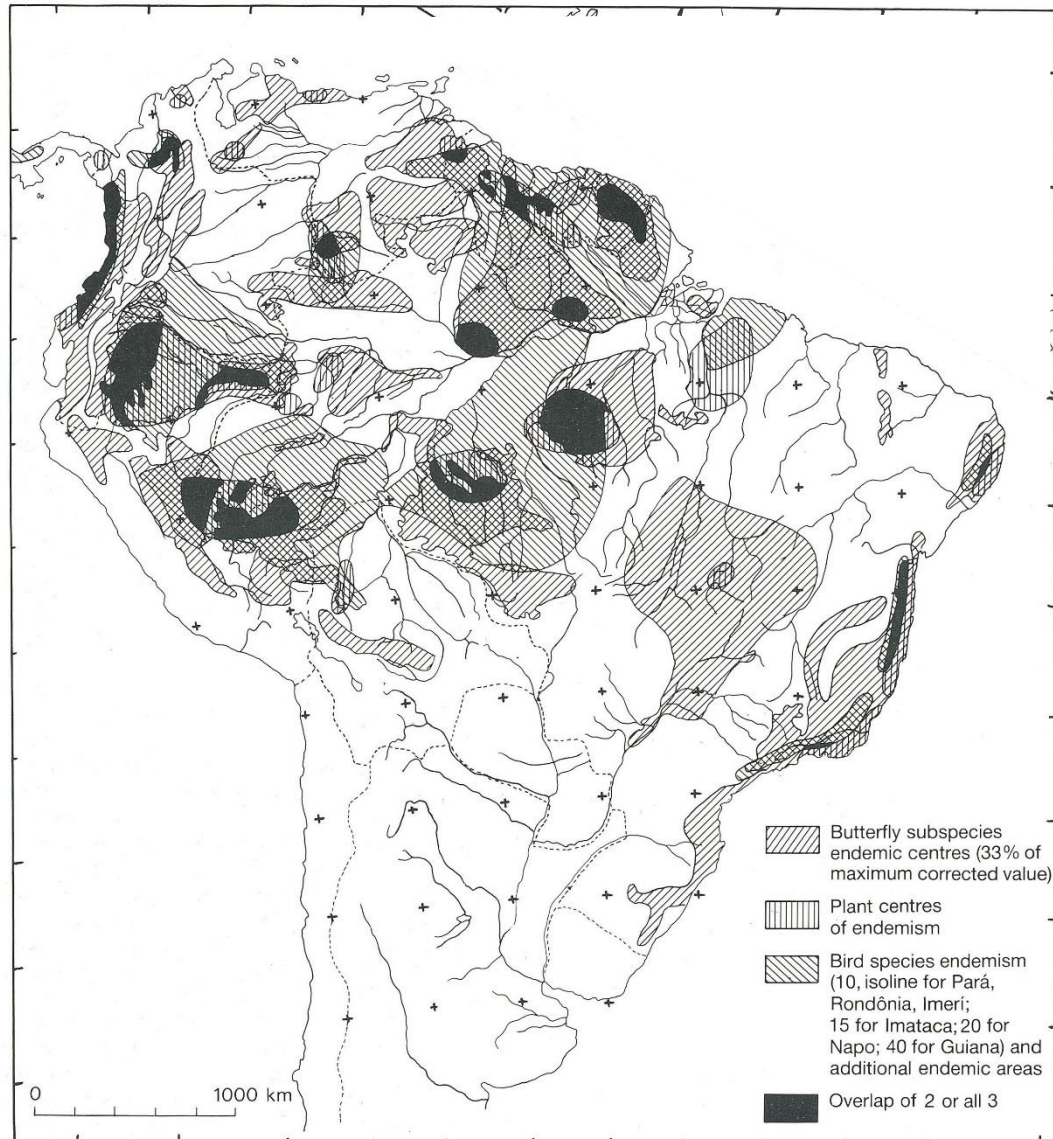 Butterfly subspecies
endemic centres (33% of
maximum corrected value)
Plant centres
of endemism
Bird species endemism
(10, isoline for Pará,
Rondônia, Imerí;
15 for Imataca; 20 for
Napo; 40 for Guiana) and
additional endemic areas
Overlap of 2 or all 3
0 1000 km